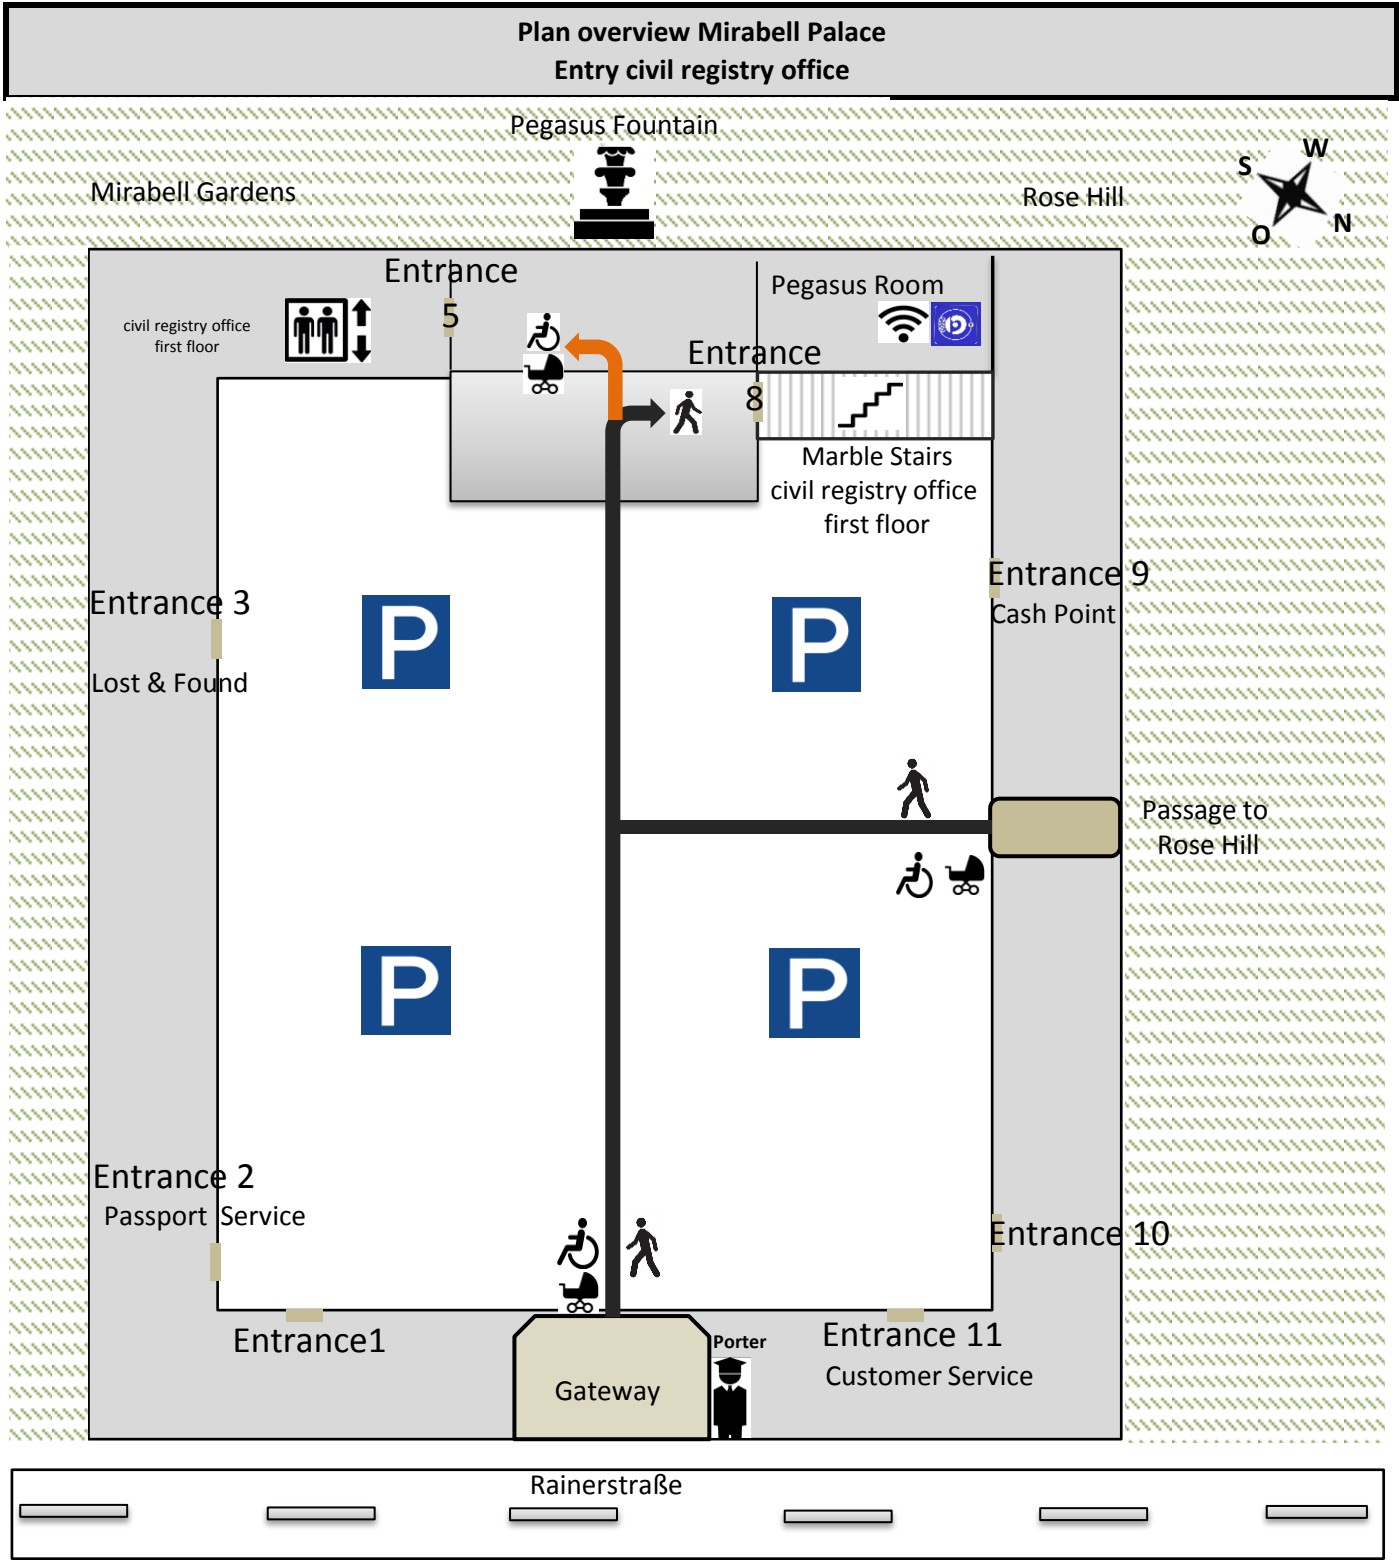 Plan overview Mirabell Palace
Entry civil registry office
Pegasus Fountain
Mirabell Gardens
Rose Hill
S
W
O
N
Entrance
5
Pegasus Room
civil registry office
first floor
Entrance
8
Marble Stairs
civil registry office
first floor
Entrance 3
Lost & Found
P
P
Entrance 9
Cash Point
Passage to
Rose Hill
P
P
Entrance 2
Passport Service
Entrance 10
Entrance1
Gateway
Porter
Entrance 11
Customer Service
Rainerstraße